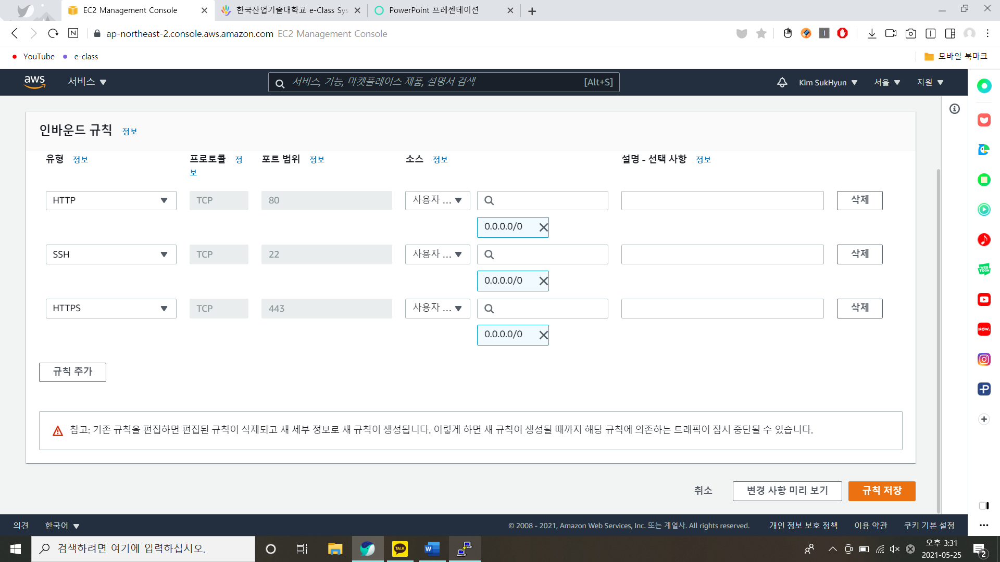 EC2 Management Console
한국산업기술대학교 e-Class Sys
PowerPoint 프레젠테이션
ap-northeast-2.console.aws.amazon.com EC2 Management Console
YouTube
e-class
모바일 북마크
aws
서비스
서비스, 기능, 마켓플레이스 제품, 설명서 검색
[Alt+S]
Kim SukHyun
서울
지원
인바운드 규칙 정보
유형 정보
프로토콜 정
보
포트 범위 정보
소스 정보
설명 - 선택 사항 정보
HTTP
TCP
80
사용자 ...
삭제
0.0.0.0/0
SSH
TCP
22
사용자 ...
삭제
0.0.0.0/0
HTTPS
TCP
443
사용자 ...
삭제
0.0.0.0/0
규칙 추가
참고: 기존 규칙을 편집하면 편집된 규칙이 삭제되고 새 세부 정보로 새 규칙이 생성됩니다. 이렇게 하면 새 규칙이 생성될 때까지 해당 규칙에 의존하는 트래픽이 잠시 중단될 수 있습니다.
취소
변경 사항 미리 보기
규칙 저장
WEB
TOON
NOW.
의견
한국어
© 2008 - 2021, Amazon Web Services, Inc. 또는 계열사. All rights reserved.
개인 정보 보호 정책
이용 약관
쿠키 기본 설정
검색하려면 여기에 입력하십시오.
TALK
오후 3:31
2021-05-25
2